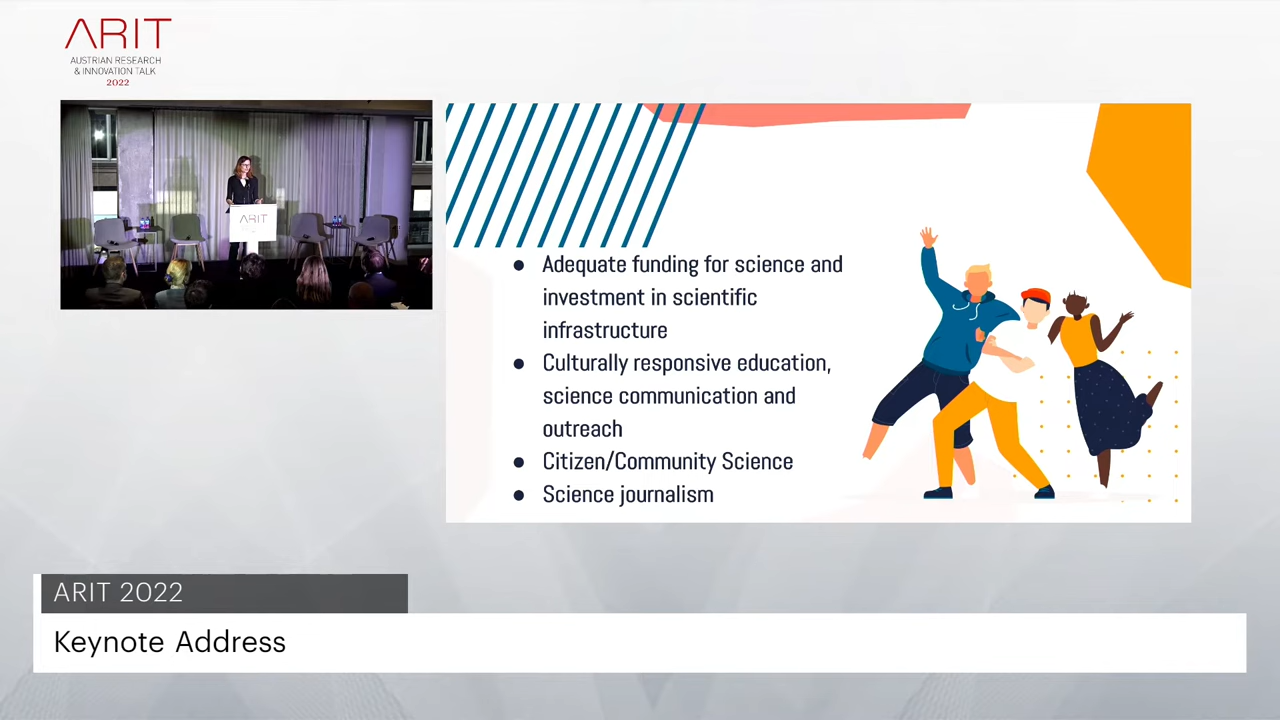 ARIT
AUSTRIAN RESEARCH
& INNOVATION TALK
2022
ARIT
● Adequate funding for science and
investment in scientific
infrastructure
● Culturally responsive education,
science communication and
outreach
● Citizen/Community Science
● Science journalism
ARIT 2022
Keynote Address